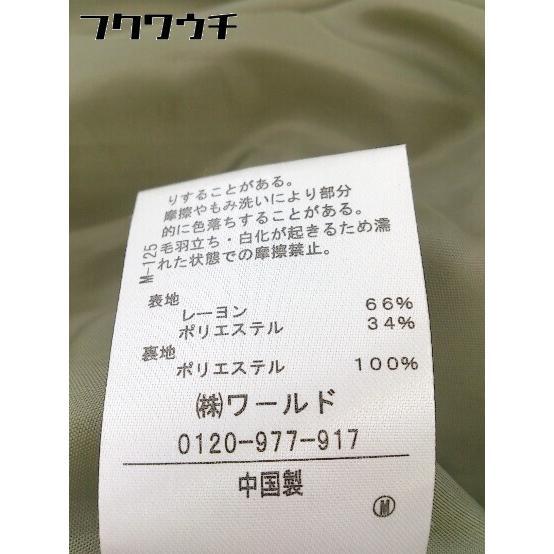 フクワウチ
りすることがある。
摩擦やもみ洗いにより部分
的に色落ちすることがある。
毛羽立ち・白化が起きるため濡
れた状態での摩擦禁止。
M-125
表地
レーヨン 66%
ポリエステル 34%
裏地
ポリエステル 100%
㈱ワールド
0120-977-917
中国製
Ⓜ